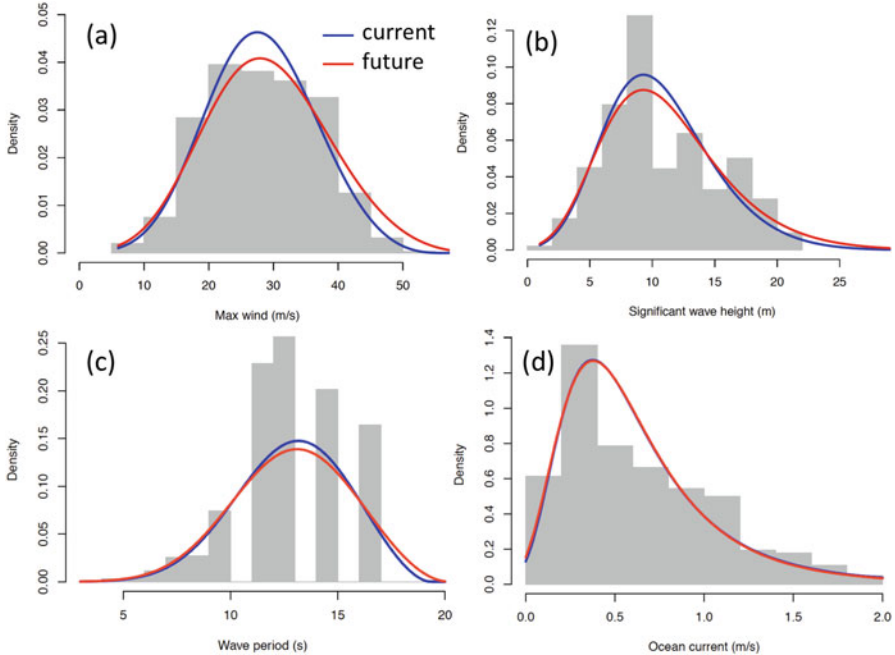 (a)
current
future
Density
0.00 0.01 0.02 0.03 0.04 0.05
0 10 20 30 40 50
Max wind (m/s)
(b)
Density
0.00 0.02 0.04 0.06 0.08 0.10 0.12
0 5 10 15 20 25
Significant wave height (m)
(c)
Density
0.00 0.05 0.10 0.15 0.20 0.25
5 10 15 20
Wave period (s)
(d)
Density
0.0 0.2 0.4 0.6 0.8 1.0 1.2 1.4
0.0 0.5 1.0 1.5 2.0
Ocean current (m/s)